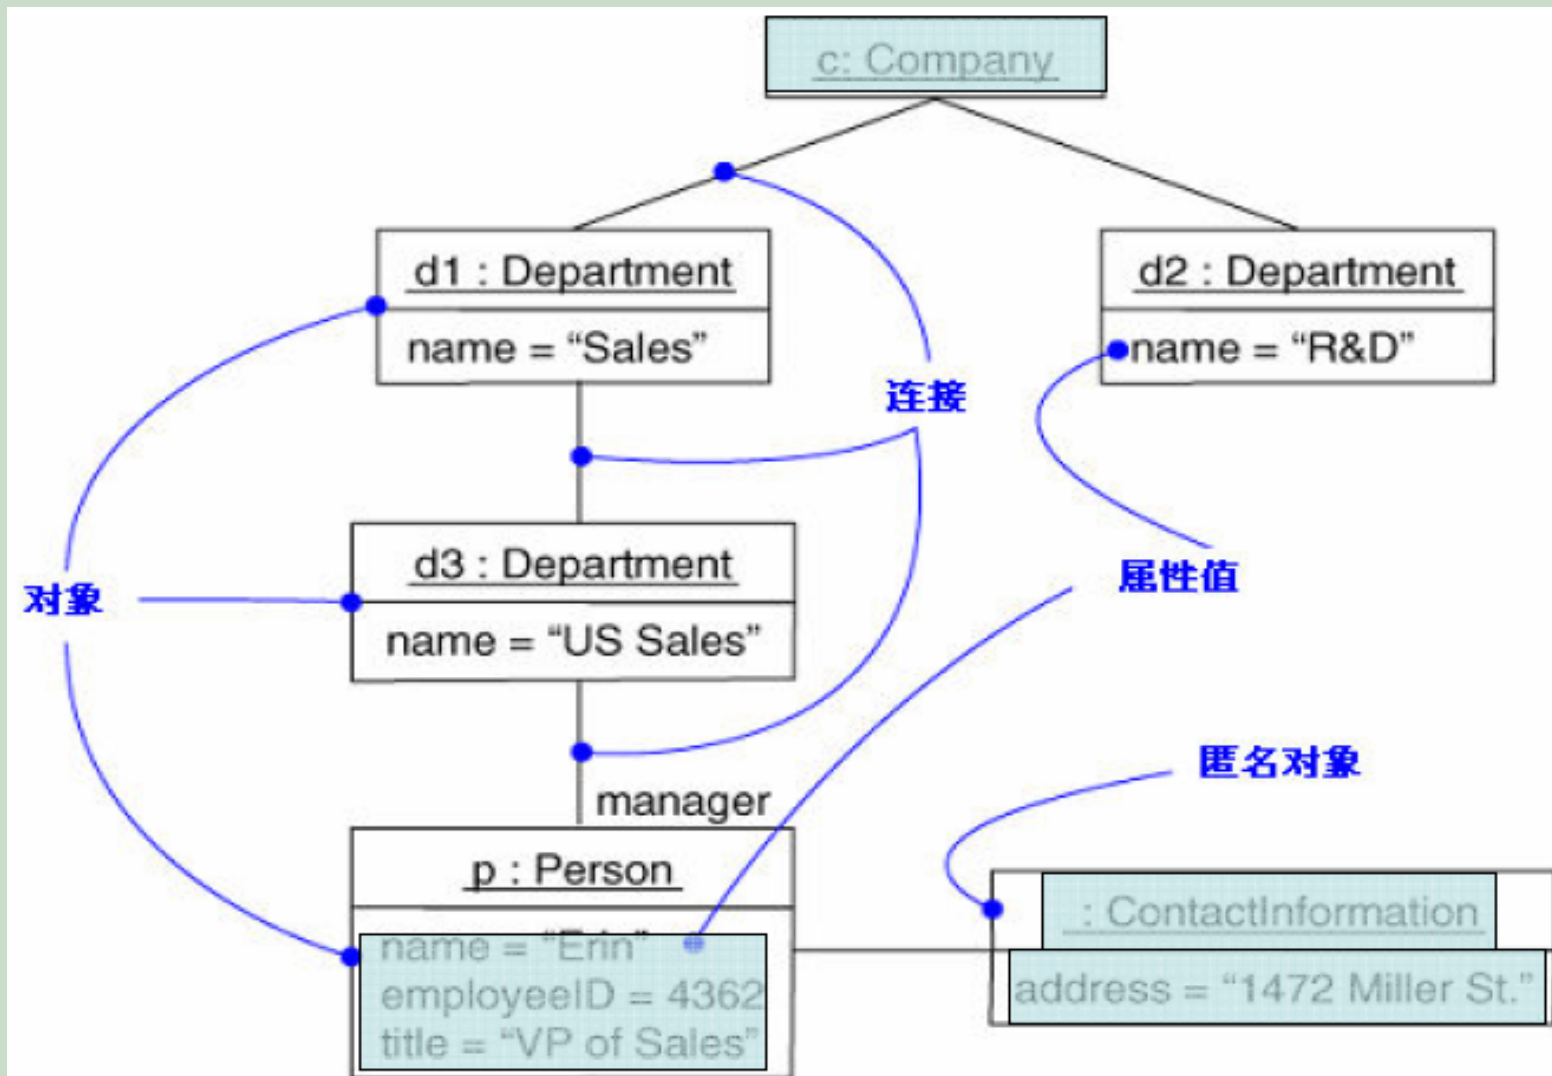 c: Company
d1 : Department
name = “Sales”
d2 : Department
name = “R&D”
连接
d3 : Department
name = “US Sales”
对象
属性值
匿名对象
manager
p : Person
name = “Erin”
employeeID = 4362
title = “VP of Sales”
: ContactInformation
address = “1472 Miller St.”